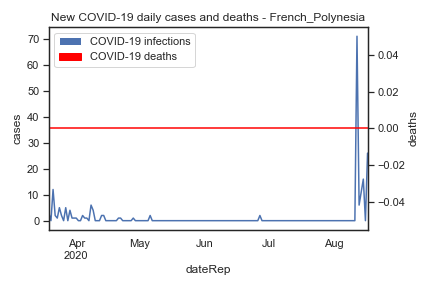 New COVID-19 daily cases and deaths - French_Polynesia
COVID-19 infections
COVID-19 deaths
70
60
50
40
30
20
10
0
cases
0.04
0.02
0.00
−0.02
−0.04
deaths
Apr
2020
May
Jun
Jul
Aug
dateRep